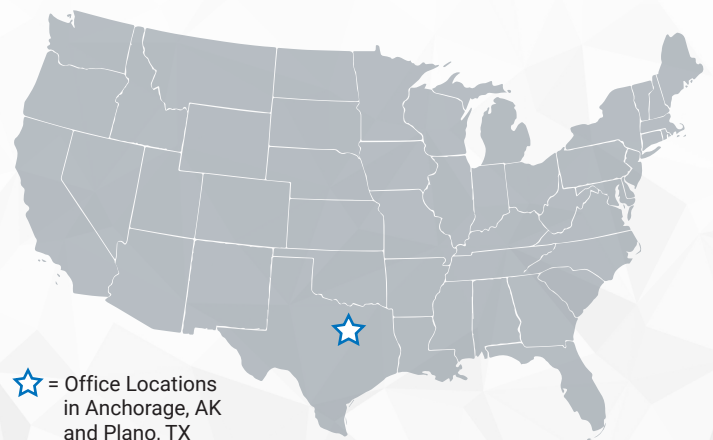 = Office Locations
in Anchorage, AK
and Plano, TX